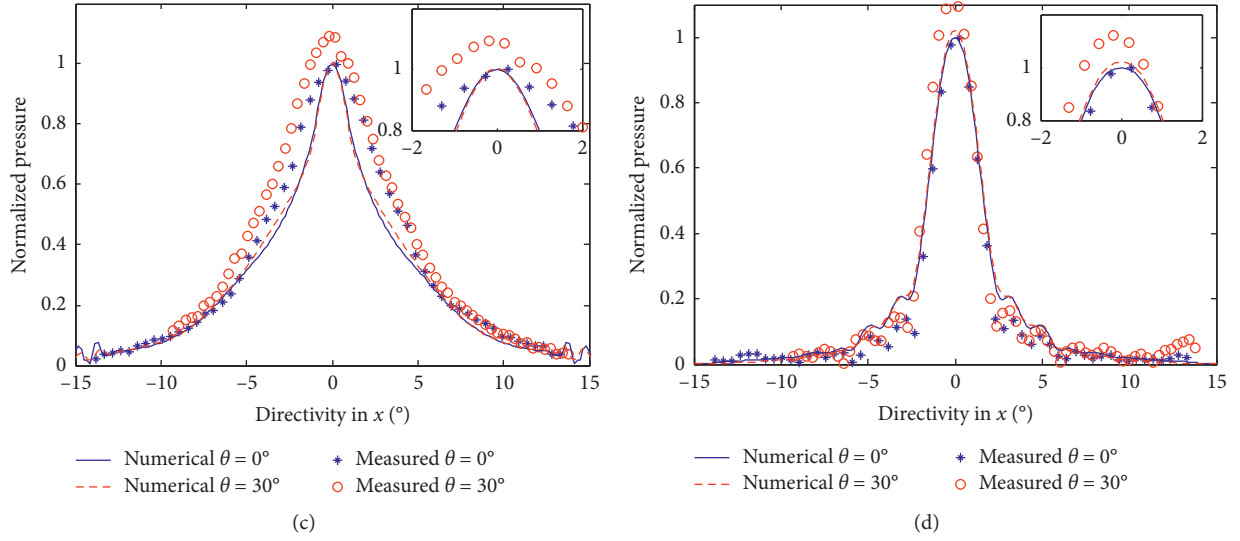 1
0.8
0.6
0.4
0.2
0
Normalized pressure
−15
−10
−5
0
5
10
15
Directivity in x (°)
1
0.8
−2
0
2
Numerical θ = 0°
Numerical θ = 30°
Measured θ = 0°
Measured θ = 30°
(c)
1
0.8
0.6
0.4
0.2
0
Normalized pressure
−15
−10
−5
0
5
10
15
Directivity in x (°)
1
0.8
−2
0
2
Numerical θ = 0°
Numerical θ = 30°
Measured θ = 0°
Measured θ = 30°
(d)